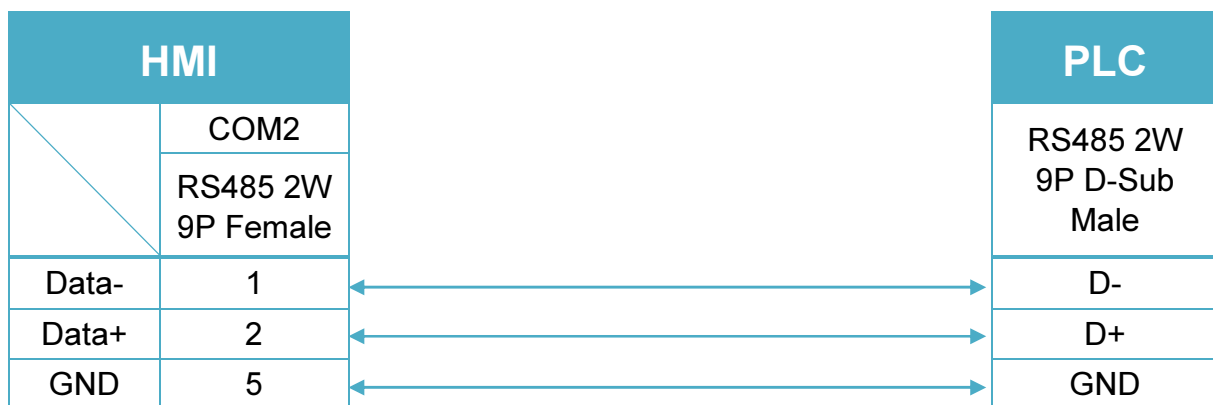 HMI
PLC
COM2
RS485 2W
9P Female
RS485 2W
9P D-Sub
Male
Data- 1 D-
Data+ 2 D+
GND 5 GND